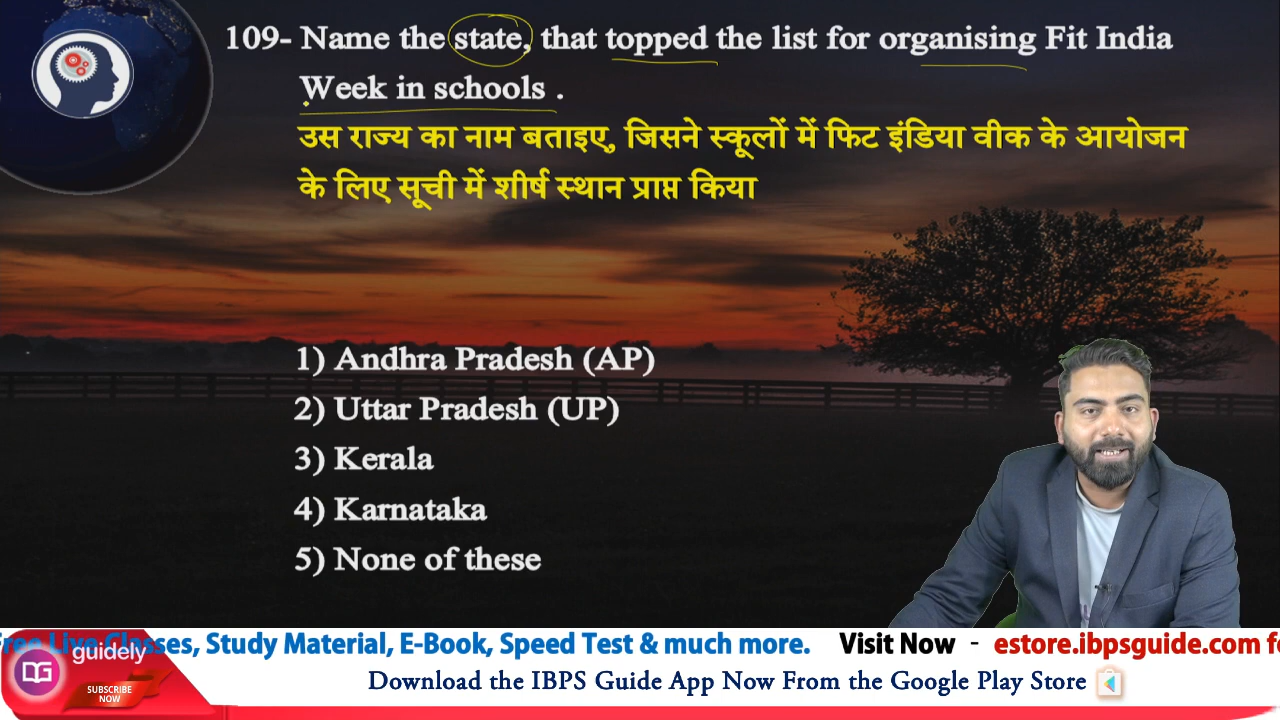 109- Name the state, that topped the list for organising Fit India
Week in schools .
उस राज्य का नाम बताइए, जिसने स्कूलों में फिट इंडिया वीक के आयोजन
के लिए सूची में शीर्ष स्थान प्राप्त किया
1) Andhra Pradesh (AP)
2) Uttar Pradesh (UP)
3) Kerala
4) Karnataka
5) None of these
Free Live Classes, Study Material, E-Book, Speed Test & much more. Visit Now - estore.ibpsguide.com
guidely
SUBSCRIBE
NOW
Download the IBPS Guide App Now From the Google Play Store